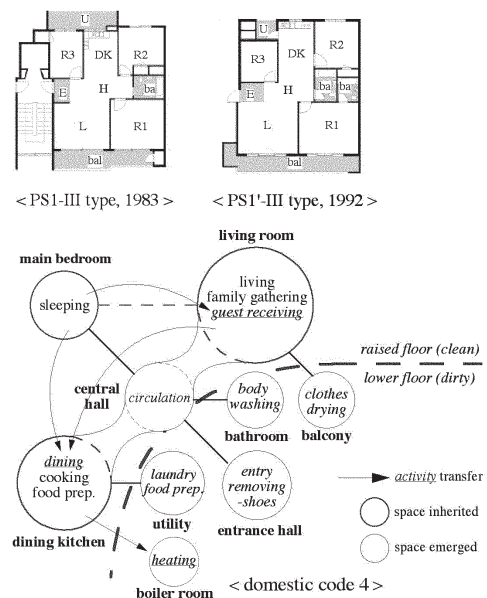 U
R3
DK
R2
E
H
ba
L
R1
bal
U
R3
DK
R2
E
H
ba
ba
L
R1
bal
< PS1-III type, 1983 >
< PS1'-III type, 1992 >
living room
main bedroom
living
family gathering
guest receiving
sleeping
raised floor (clean)
lower floor (dirty)
central
hall
circulation
body
washing
clothes
drying
bathroom
balcony
dining
cooking
food prep.
laundry
food prep.
entry
removing
-shoes
activity transfer
space inherited
utility
entrance hall
dining kitchen
heating
space emerged
boiler room
< domestic code 4 >